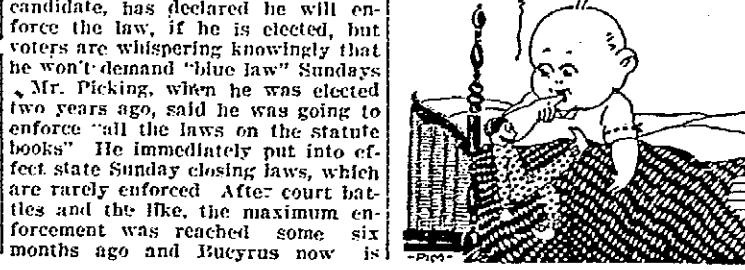 candidate, has declared he will en-
force the law, if he is elected, but
voters are whispering knowingly that
he won't demand "blue law" Sundays
Mr. Picking, when he was elected
two years ago, said he was going to
enforce "all the laws on the statute
books" He immediately put into ef-
fect state Sunday closing laws, which
are rarely enforced After court bat-
tles and the like, the maximum en-
forcement was reached some six
months ago and Bucyrus now is
-PIM-